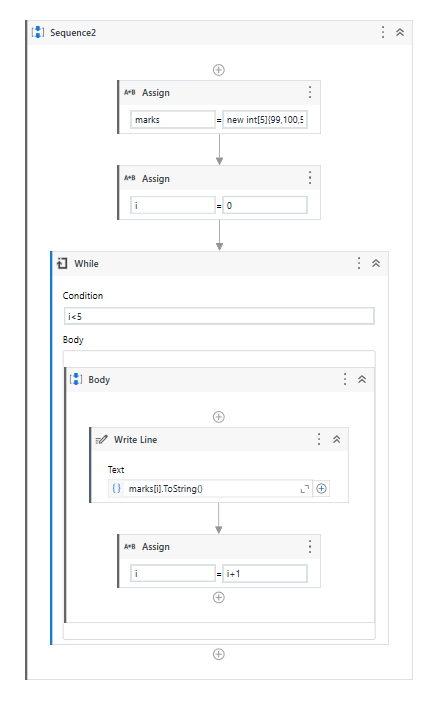 Sequence2
A*B Assign
marks = new int[5]{99,100,5
A*B Assign
i = 0
While
Condition
i<5
Body
Body
Write Line
Text
{ } marks[i].ToString()
A*B Assign
i = i+1